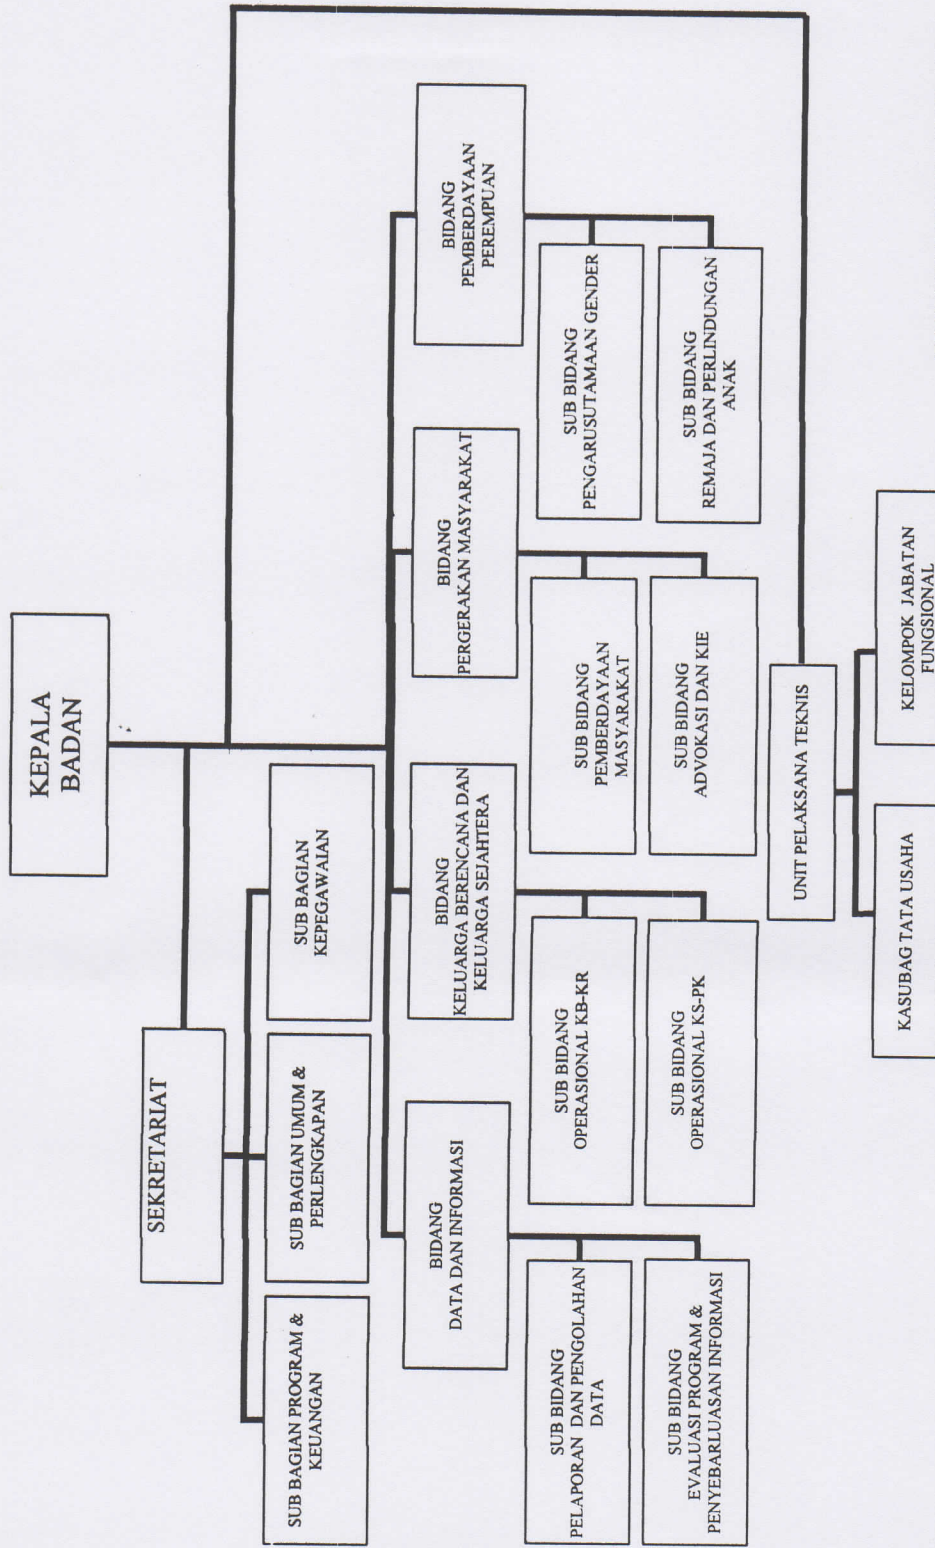 KEPALA
BADAN
SEKRETARIAT
SUB BAGIAN PROGRAM &
KEUANGAN
SUB BAGIAN UMUM &
PERLENGKAPAN
SUB BAGIAN
KEPEGAWAIAN
BIDANG
DATA DAN INFORMASI
BIDANG
KELUARGA BERENCANA DAN
KELUARGA SEJAHTERA
BIDANG
PERGERAKAN MASYARAKAT
BIDANG
PEMBERDAYAAN
PEREMPUAN
SUB BIDANG
PELAPORAN DAN PENGOLAHAN
DATA
SUB BIDANG
OPERASIONAL KB-KR
SUB BIDANG
PEMBERDAYAAN
MASYARAKAT
SUB BIDANG
PENGARUSUTAMAAN GENDER
SUB BIDANG
EVALUASI PROGRAM &
PENYEBARLUASAN INFORMASI
SUB BIDANG
OPERASIONAL KS-PK
SUB BIDANG
ADVOKASI DAN KIE
SUB BIDANG
REMAJA DAN PERLINDUNGAN
ANAK
UNIT PELAKSANA TEKNIS
KASUBAG TATA USAHA
KELOMPOK JABATAN
FUNGSIONAL